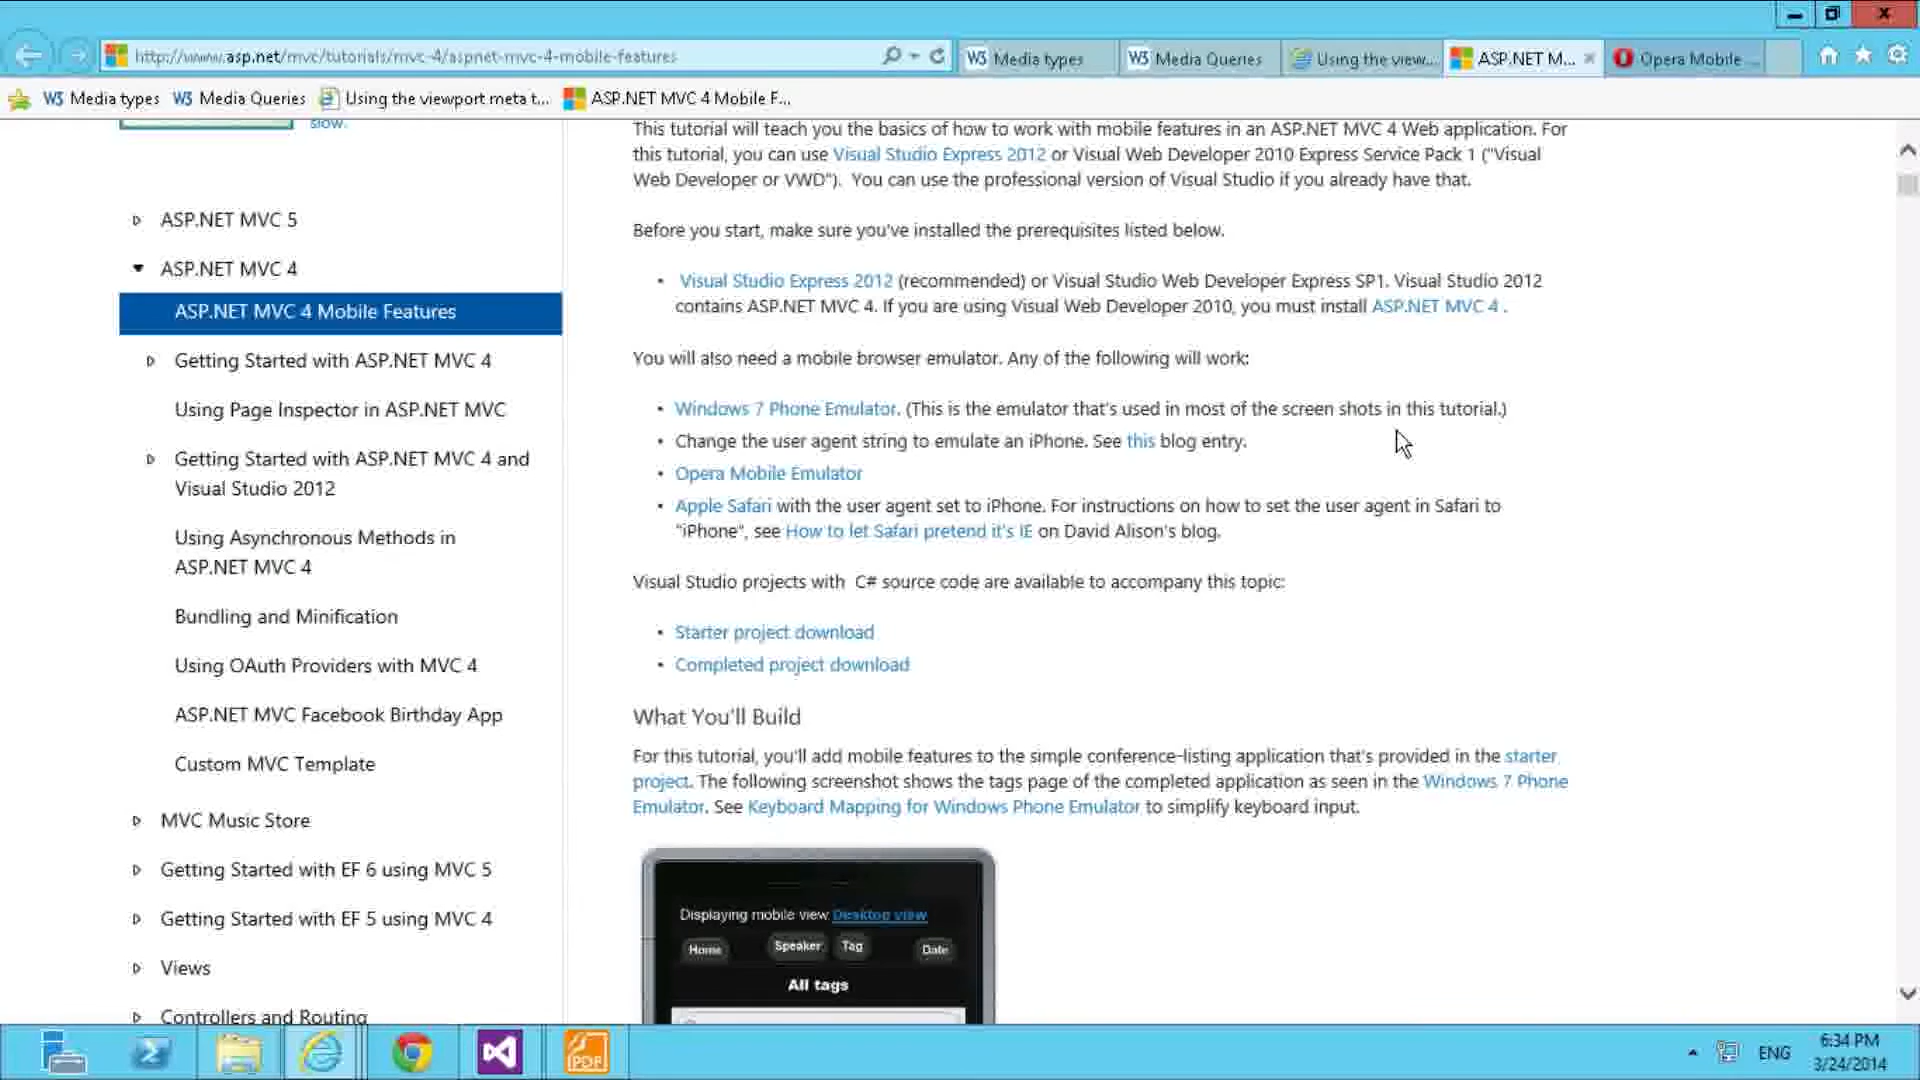 http://www.asp.net/mvc/tutorials/mvc-4/aspnet-mvc-4-mobile-features
W3 Media types
W3 Media Queries
Using the view...
ASP.NET M...
Opera Mobile ...
W3 Media types
W3 Media Queries
Using the viewport meta t...
ASP.NET MVC 4 Mobile F...
slow.
ASP.NET MVC 5
ASP.NET MVC 4
ASP.NET MVC 4 Mobile Features
Getting Started with ASP.NET MVC 4
Using Page Inspector in ASP.NET MVC
Getting Started with ASP.NET MVC 4 and
Visual Studio 2012
Using Asynchronous Methods in
ASP.NET MVC 4
Bundling and Minification
Using OAuth Providers with MVC 4
ASP.NET MVC Facebook Birthday App
Custom MVC Template
MVC Music Store
Getting Started with EF 6 using MVC 5
Getting Started with EF 5 using MVC 4
Views
Controllers and Routing
This tutorial will teach you the basics of how to work with mobile features in an ASP.NET MVC 4 Web application. For
this tutorial, you can use Visual Studio Express 2012 or Visual Web Developer 2010 Express Service Pack 1 ("Visual
Web Developer or VWD"). You can use the professional version of Visual Studio if you already have that.
Before you start, make sure you've installed the prerequisites listed below.
• Visual Studio Express 2012 (recommended) or Visual Studio Web Developer Express SP1. Visual Studio 2012
contains ASP.NET MVC 4. If you are using Visual Web Developer 2010, you must install ASP.NET MVC 4 .
You will also need a mobile browser emulator. Any of the following will work:
• Windows 7 Phone Emulator. (This is the emulator that's used in most of the screen shots in this tutorial.)
• Change the user agent string to emulate an iPhone. See this blog entry.
• Opera Mobile Emulator
• Apple Safari with the user agent set to iPhone. For instructions on how to set the user agent in Safari to
"iPhone", see How to let Safari pretend it's IE on David Alison's blog.
Visual Studio projects with C# source code are available to accompany this topic:
• Starter project download
• Completed project download
What You'll Build
For this tutorial, you'll add mobile features to the simple conference-listing application that's provided in the starter
project. The following screenshot shows the tags page of the completed application as seen in the Windows 7 Phone
Emulator. See Keyboard Mapping for Windows Phone Emulator to simplify keyboard input.
Displaying mobile view Desktop view
Home Speaker Tag Date
All tags
PDF
ENG
6:34 PM
3/24/2014